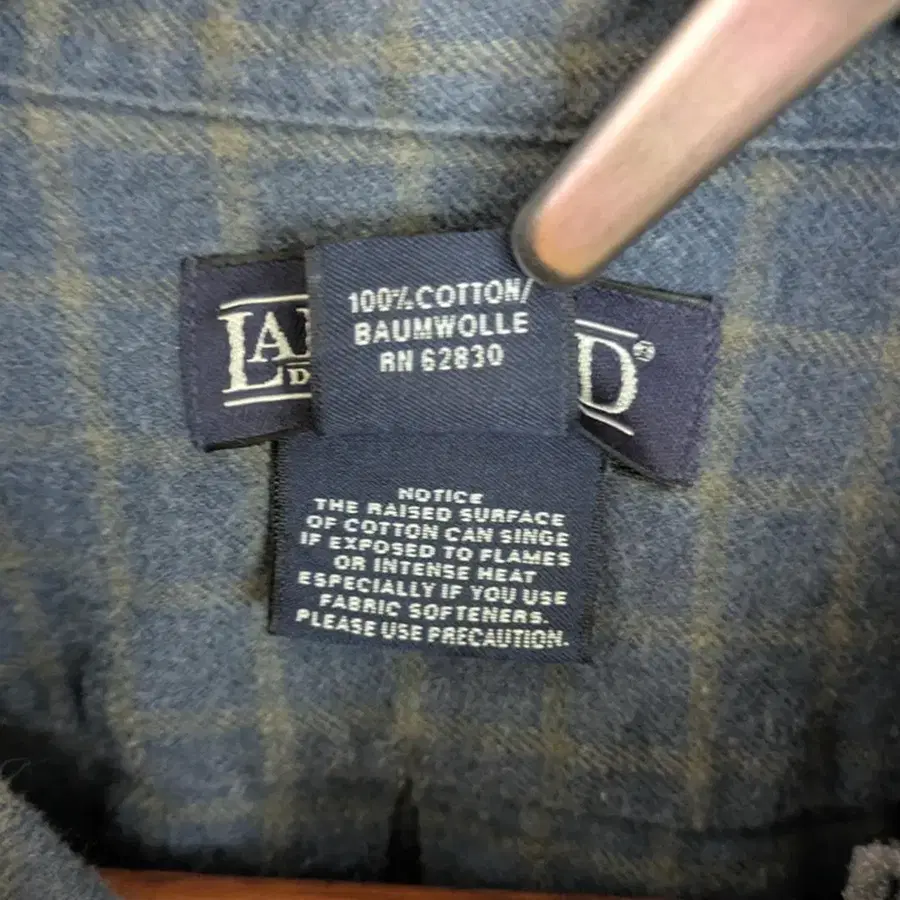 LA D®
D
100% COTTON/
BAUMWOLLE
RN 62830
NOTICE
THE RAISED SURFACE
OF COTTON CAN SINGE
IF EXPOSED TO FLAMES
OR INTENSE HEAT
ESPECIALLY IF YOU USE
FABRIC SOFTENERS.
PLEASE USE PRECAUTION.